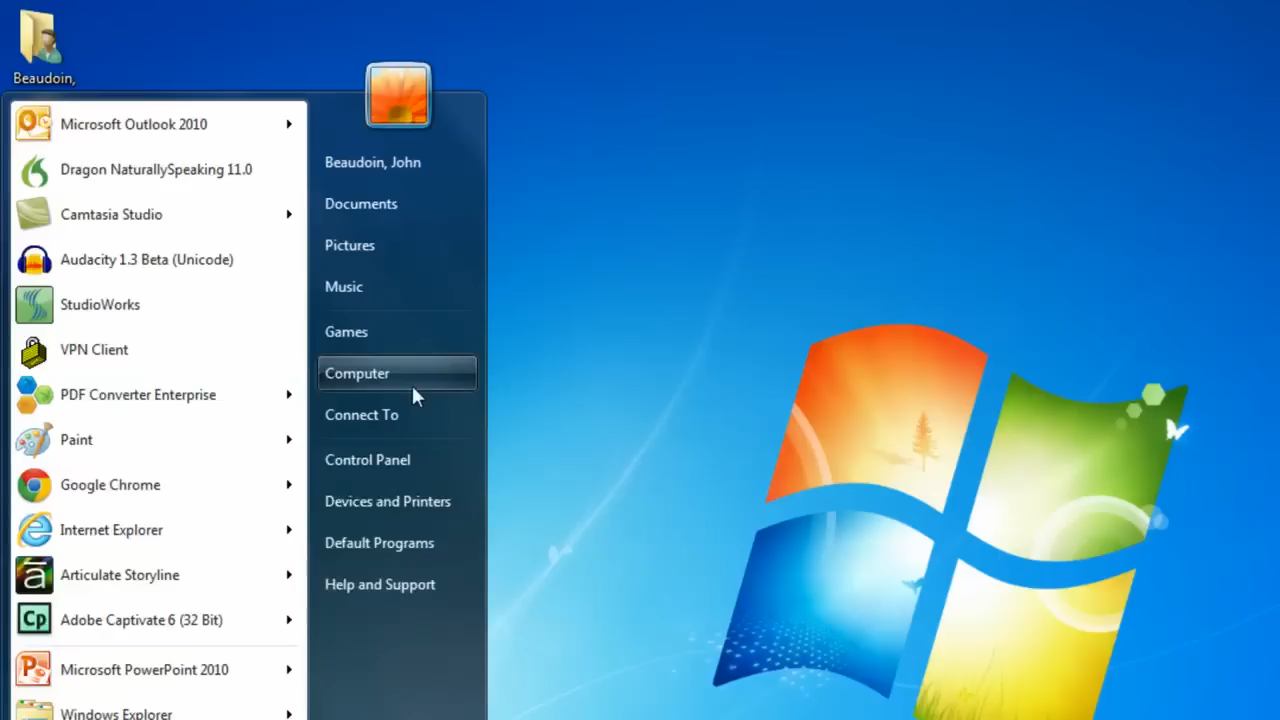 Beaudoin,
Microsoft Outlook 2010
Dragon NaturallySpeaking 11.0
Camtasia Studio
Audacity 1.3 Beta (Unicode)
StudioWorks
VPN Client
PDF Converter Enterprise
Paint
Google Chrome
Internet Explorer
ā Articulate Storyline
Cp Adobe Captivate 6 (32 Bit)
Microsoft PowerPoint 2010
Windows Explorer
Beaudoin, John
Documents
Pictures
Music
Games
Computer
Connect To
Control Panel
Devices and Printers
Default Programs
Help and Support